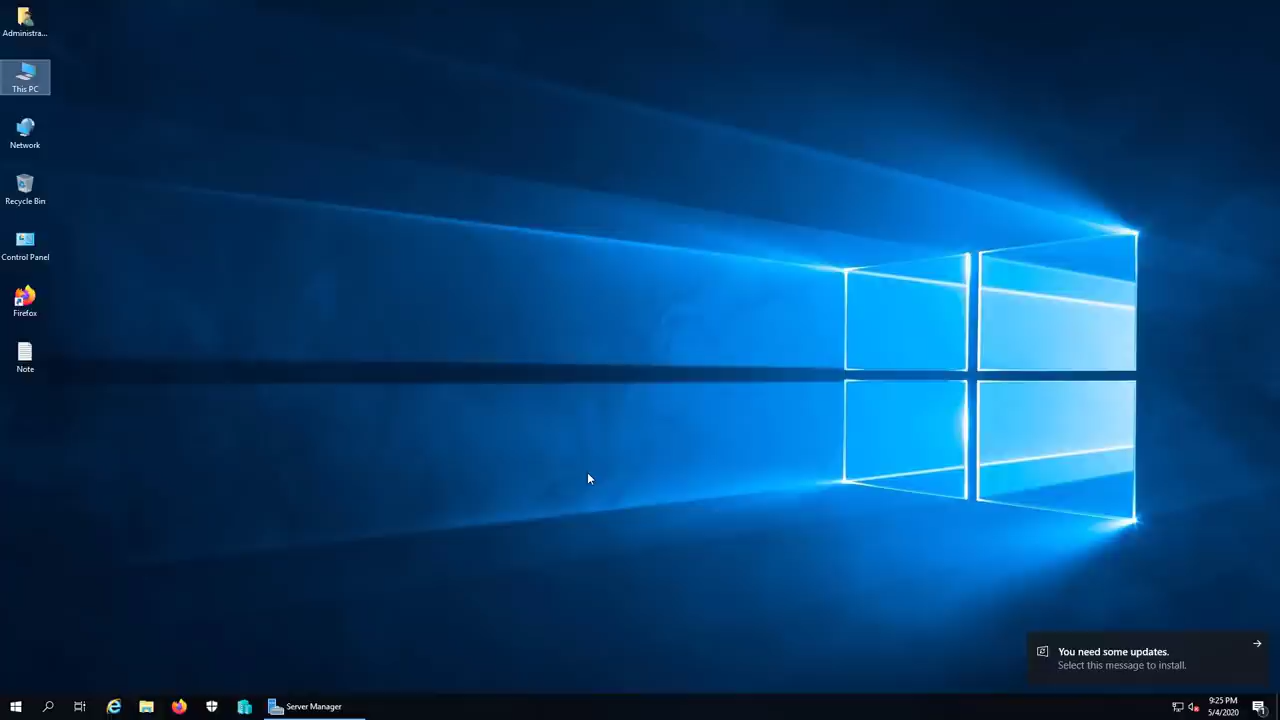 Administra...
This PC
Network
Recycle Bin
Control Panel
Firefox
Note
You need some updates.
Select this message to install.
Server Manager
9:25 PM
5/4/2020
1